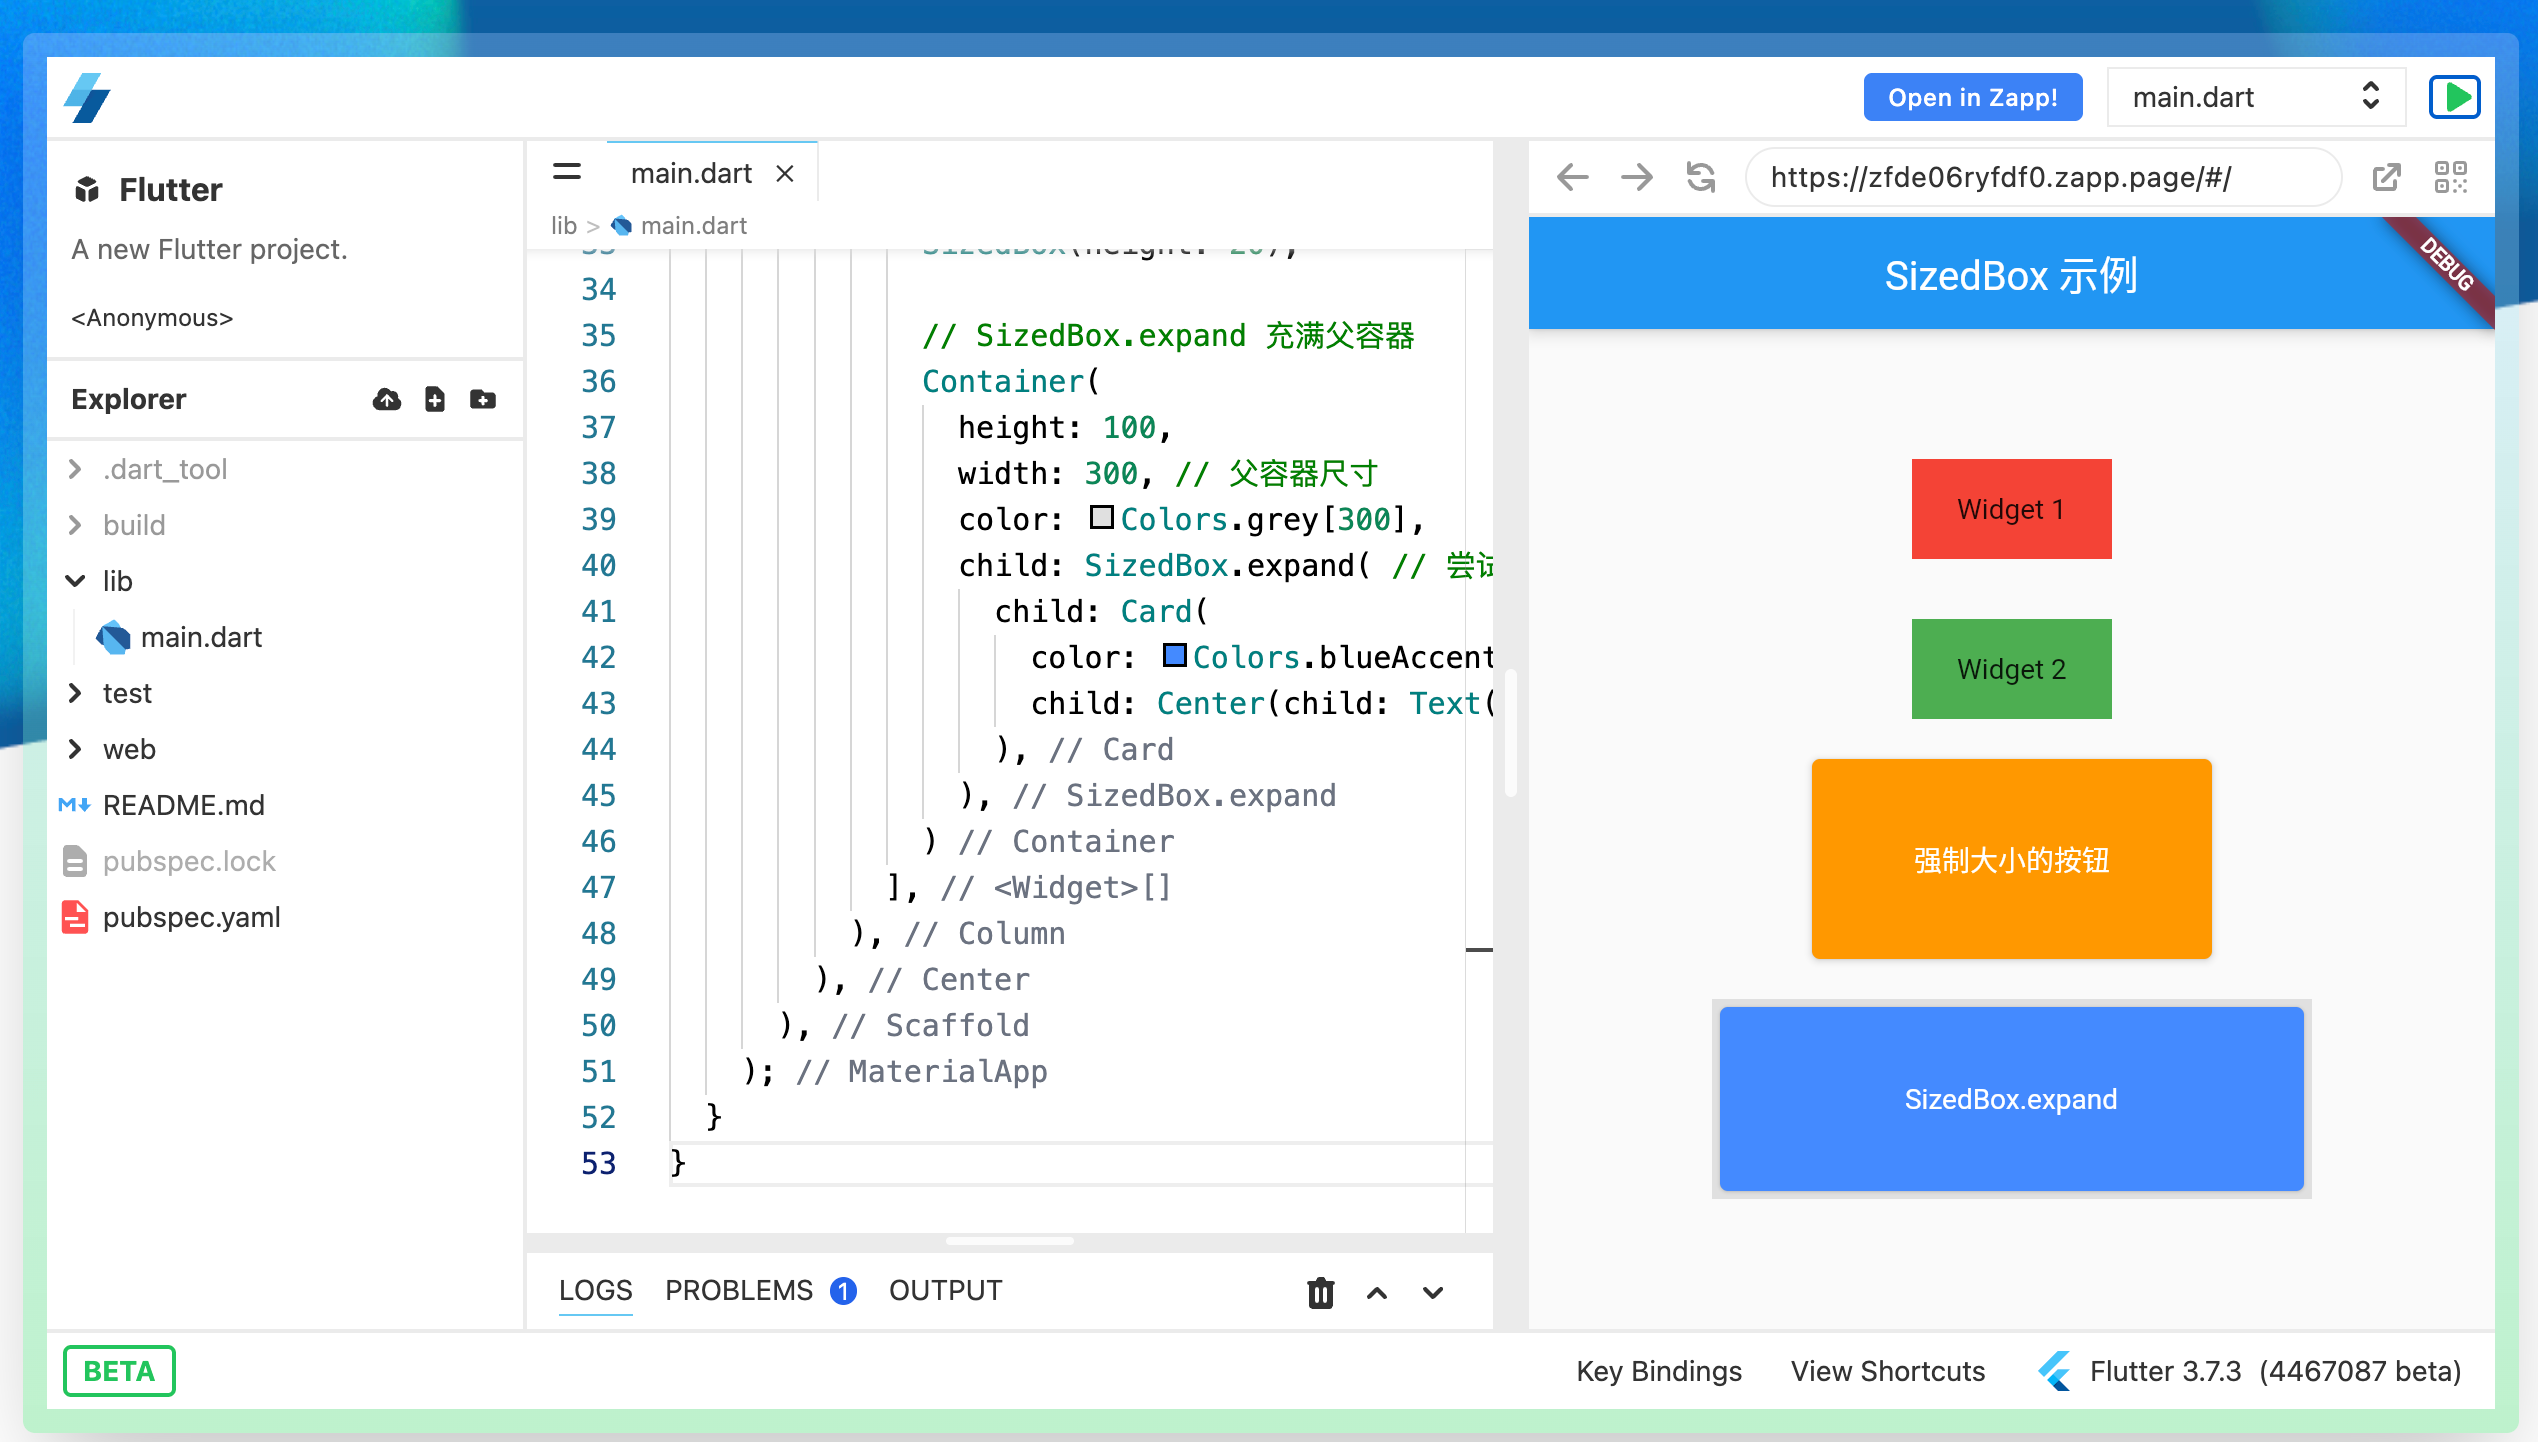 Open in Zapp!
main.dart
Flutter
A new Flutter project.
<Anonymous>
Explorer
.dart_tool
build
lib
main.dart
test
web
README.md
pubspec.lock
pubspec.yaml
main.dart
lib > main.dart
33 SizedBox(height: 20),
34
35 // SizedBox.expand 充满父容器
36 Container(
37 height: 100,
38 width: 300, // 父容器尺寸
39 color: Colors.grey[300],
40 child: SizedBox.expand( // 尝试
41 child: Card(
42 color: Colors.blueAccent
43 child: Center(child: Text(
44 ), // Card
45 ), // SizedBox.expand
46 ) // Container
47 ], // <Widget>[]
48 ), // Column
49 ), // Center
50 ), // Scaffold
51 ); // MaterialApp
52 }
53 }
LOGS PROBLEMS 1 OUTPUT
https://zfde06ryfdf0.zapp.page/#/
SizedBox 示例
DEBUG
Widget 1
Widget 2
强制大小的按钮
SizedBox.expand
BETA
Key Bindings View Shortcuts Flutter 3.7.3 (4467087 beta)